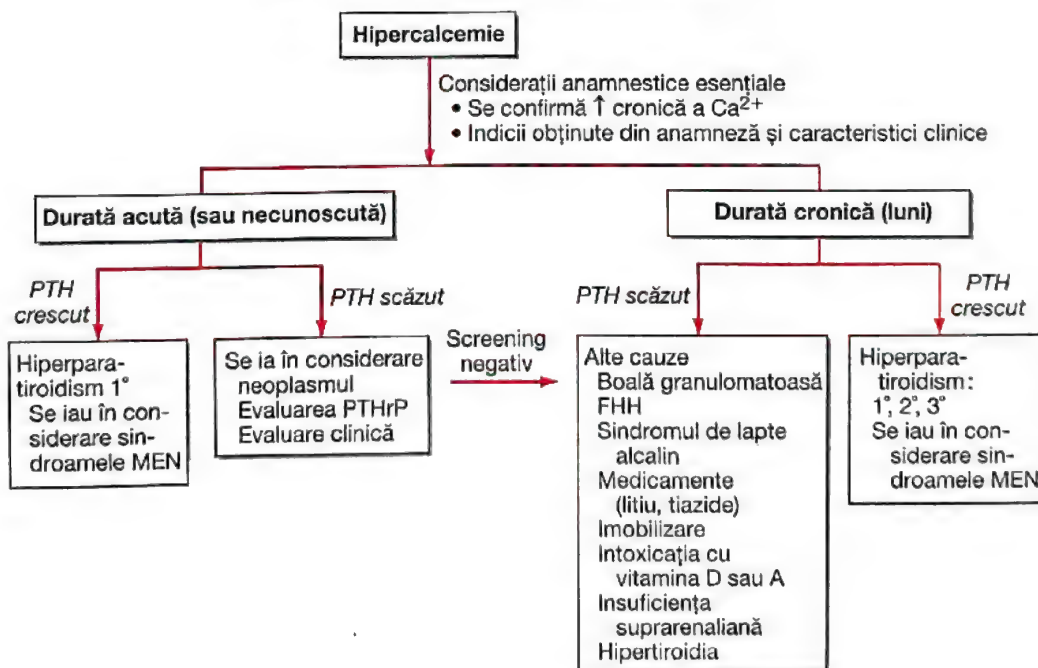 Hipercalcemie
Considerații anamnestice esențiale
• Se confirmă ↑ cronică a Ca2+
• Indicii obținute din anamneză și caracteristici clinice
Durată acută (sau necunoscută)
Durată cronică (luni)
PTH
crescut
PTH scăzut
Screening
negativ
PTH scăzut
PTH
crescut
Hiperpara-
tiroidism 1°
Se iau în con-
siderare sin-
droamele MEN
Se ia în considerare
neoplasmul
Evaluarea PTHrP
Evaluare clinică
Alte cauze
Boală granulomatoasă
FHH
Sindromul de lapte
alcalin
Medicamente
(litiu, tiazide)
Imobilizare
Intoxicația cu
vitamina D sau A
Insuficiența
suprarenaliană
Hipertiroidia
Hiperpara-
tiroidism:
1°, 2°, 3°
Se iau în con-
siderare sin-
droamele MEN